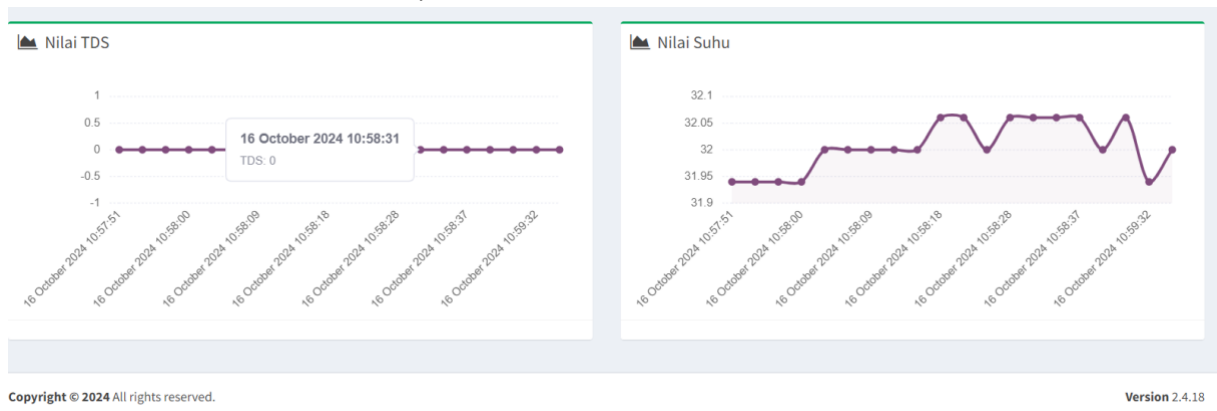 Nilai TDS
1
0.5
0
-0.5
-1
16 October 2024 10:58:31
TDS: 0
16 October 2024 10:57:51
16 October 2024 10:58:00
16 October 2024 10:58:09
16 October 2024 10:58:18
16 October 2024 10:58:28
16 October 2024 10:58:37
16 October 2024 10:59:32
Nilai Suhu
32.1
32.05
32
31.95
31.9
16 October 2024 10:57:51
16 October 2024 10:58:00
16 October 2024 10:58:09
16 October 2024 10:58:18
16 October 2024 10:58:28
16 October 2024 10:58:37
16 October 2024 10:59:32
Copyright © 2024 All rights reserved.
Version 2.4.18